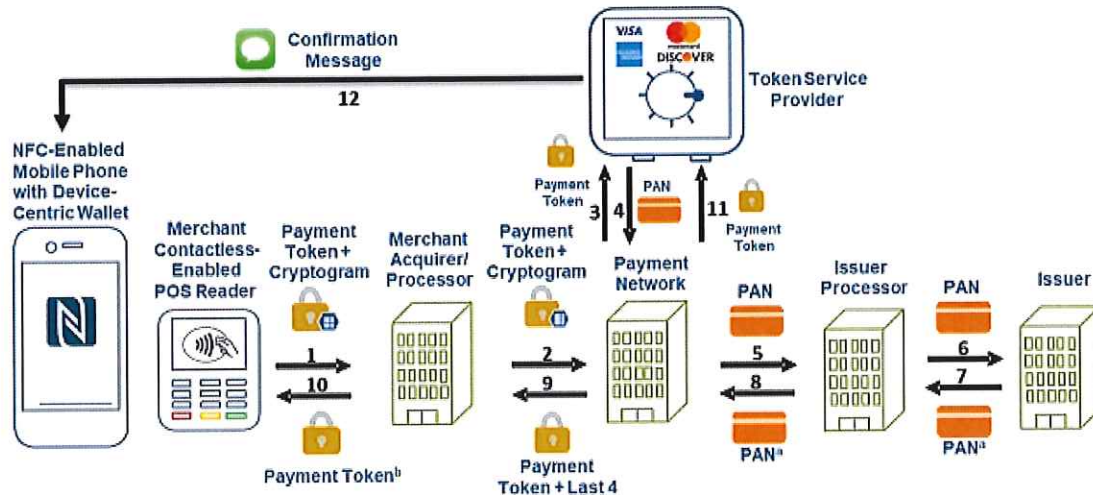 Confirmation
Message
12
VISA
mastercard
AMERICAN
EXPRESS
DISCOVER
Token Service
Provider
NFC-Enabled
Mobile Phone
with Device-
Centric Wallet
N
Payment
Token
3
4
PAN
11
Payment
Token
Merchant
Contactless-
Enabled
POS Reader
Payment
Token +
Cryptogram
Merchant
Acquirer/
Processor
Payment
Token +
Cryptogram
Payment
Network
PAN
Issuer
Processor
PAN
Issuer
1
10
2
9
5
8
6
7
Payment Tokenᵇ
Payment
Token + Last 4
PANᵃ
PANᵃ